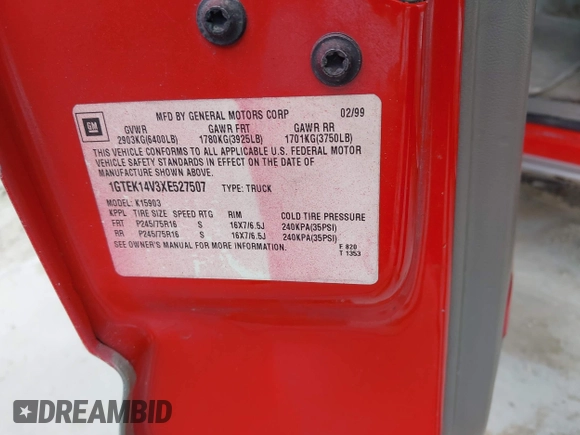 MFD BY GENERAL MOTORS CORP 02/99
GM
GVWR GAWR FRT GAWR RR
2903KG(6400LB) 1780KG(3925LB) 1701KG(3750LB)
THIS VEHICLE CONFORMS TO ALL APPLICABLE U.S. FEDERAL MOTOR
VEHICLE SAFETY STANDARDS IN EFFECT ON THE DATE OF
MANUFACTURE SHOWN ABOVE.
1GTEK14V3XE527507 TYPE: TRUCK
MODEL: K15903
KPPL TIRE SIZE SPEED RTG RIM COLD TIRE PRESSURE
FRT P245/75R16 S 16X7/6.5J 240KPA(35PSI)
RR P245/75R16 S 16X7/6.5J 240KPA(35PSI)
SEE OWNER'S MANUAL FOR MORE INFORMATION. F 820
T 1353
DREAMBID